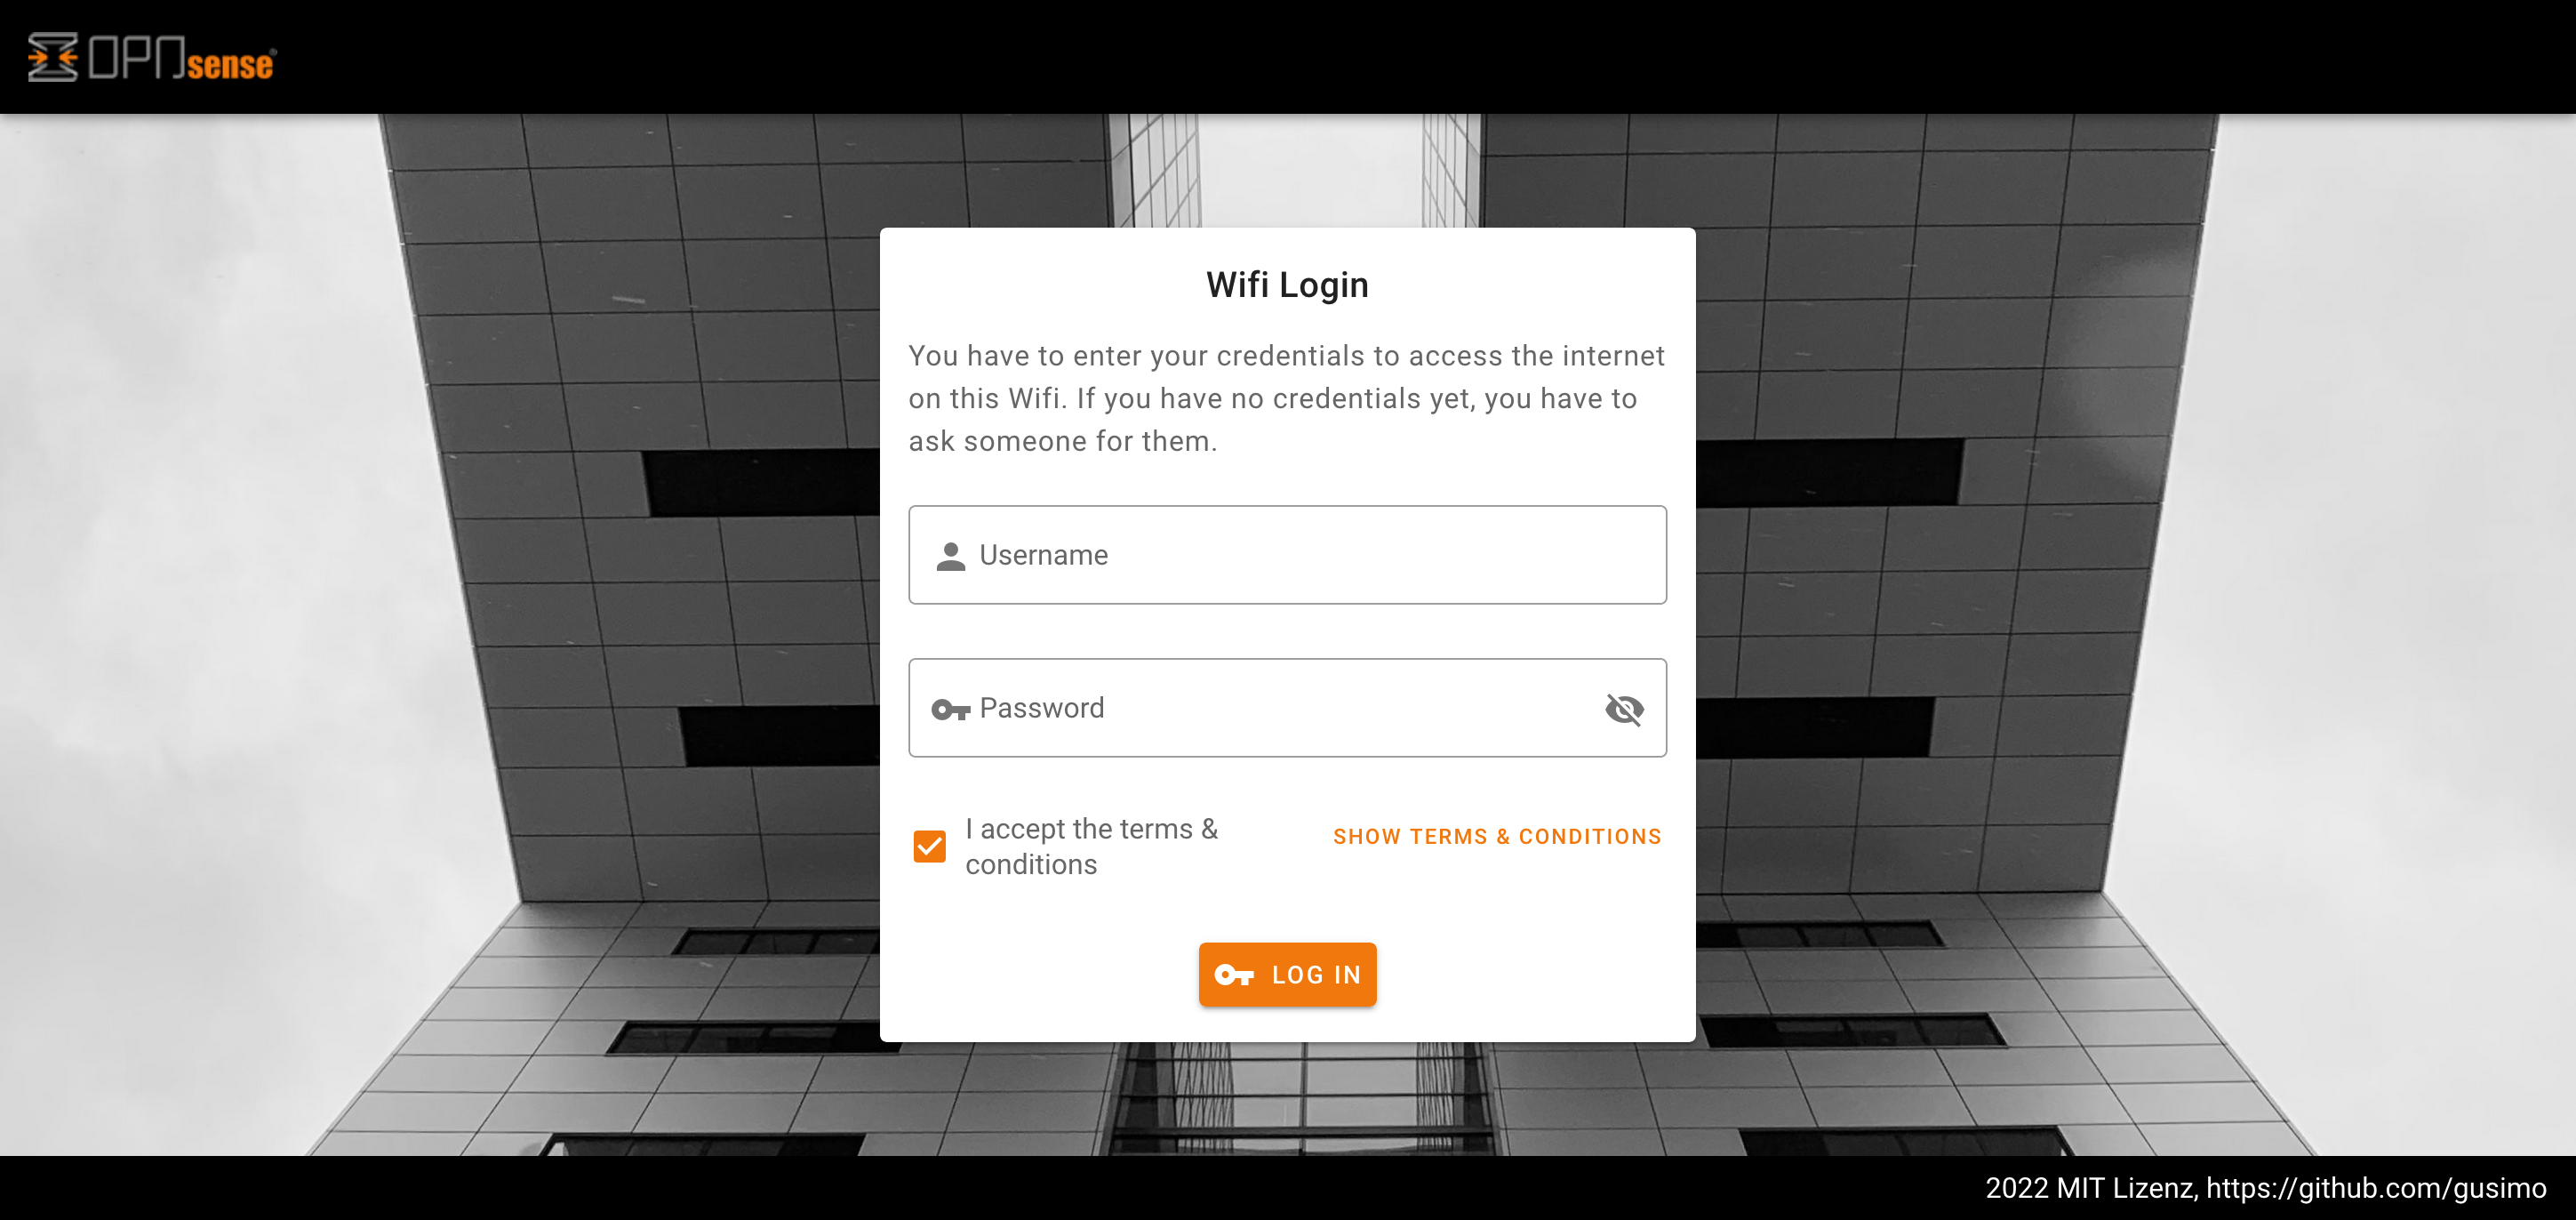 OPNsense®
Wifi Login
You have to enter your credentials to access the internet
on this Wifi. If you have no credentials yet, you have to
ask someone for them.
Username
Password
I accept the terms &
conditions
SHOW TERMS & CONDITIONS
LOG IN
2022 MIT Lizenz, https://github.com/gusimo